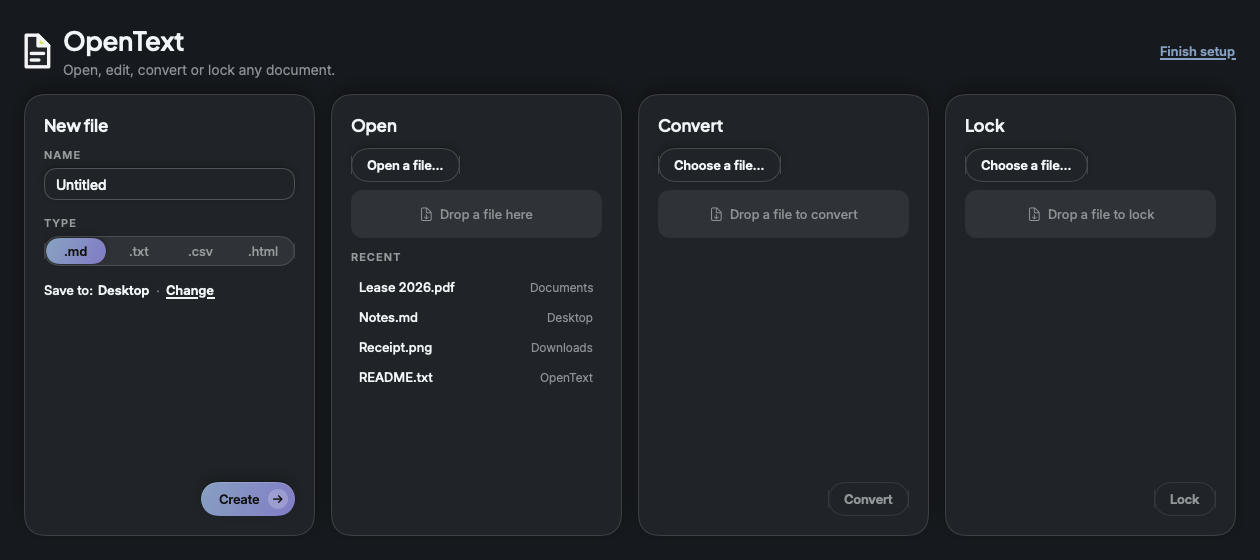 OpenText
Open, edit, convert or lock any document.
Finish setup
New file
NAME
Untitled
TYPE
.md .txt .csv .html
Save to: Desktop · Change
Create
Open
Open a file...
Drop a file here
RECENT
Lease 2026.pdf Documents
Notes.md Desktop
Receipt.png Downloads
README.txt OpenText
Convert
Choose a file...
Drop a file to convert
Convert
Lock
Choose a file...
Drop a file to lock
Lock